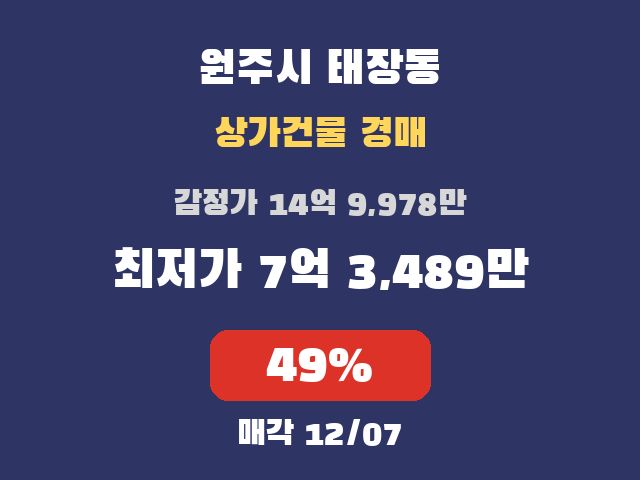 원주시 태장동
상가건물 경매
감정가 14억 9,978만
최저가 7억 3,489만
49%
매각 12/07